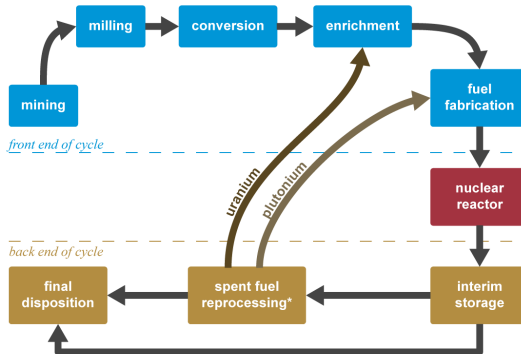 milling
conversion
enrichment
mining
fuel
fabrication
front end of cycle
uranium
plutonium
nuclear
reactor
back end of cycle
final
disposition
spent fuel
reprocessing*
interim
storage